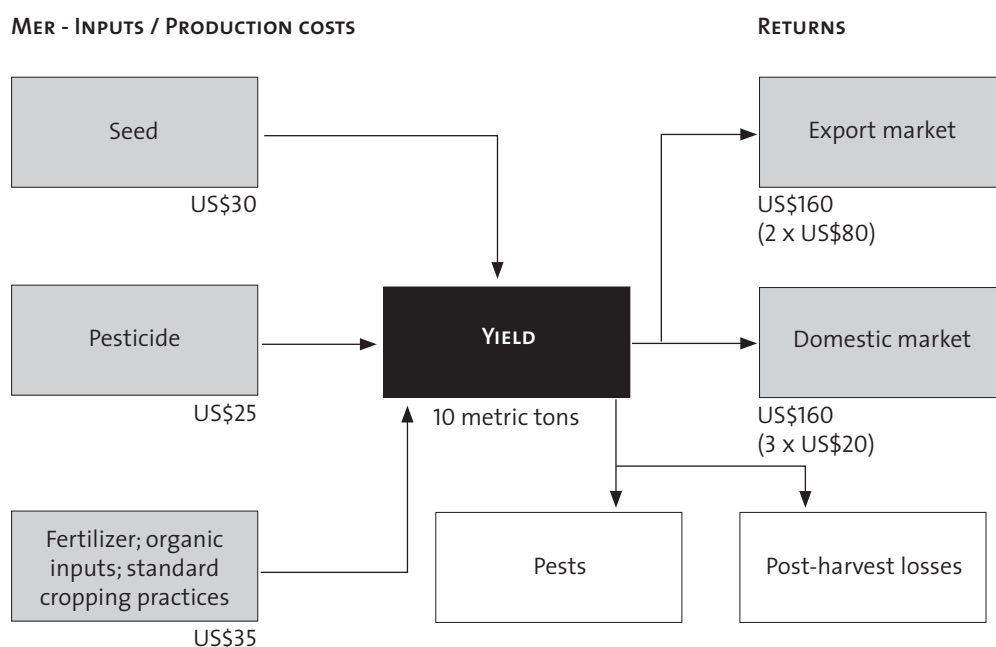 MER - INPUTS / PRODUCTION COSTS
RETURNS
Seed
US$30
Export market
US$160
(2 x US$80)
Pesticide
US$25
YIELD
10 metric tons
Domestic market
US$160
(3 x US$20)
Fertilizer; organic
inputs; standard
cropping practices
US$35
Pests
Post-harvest losses